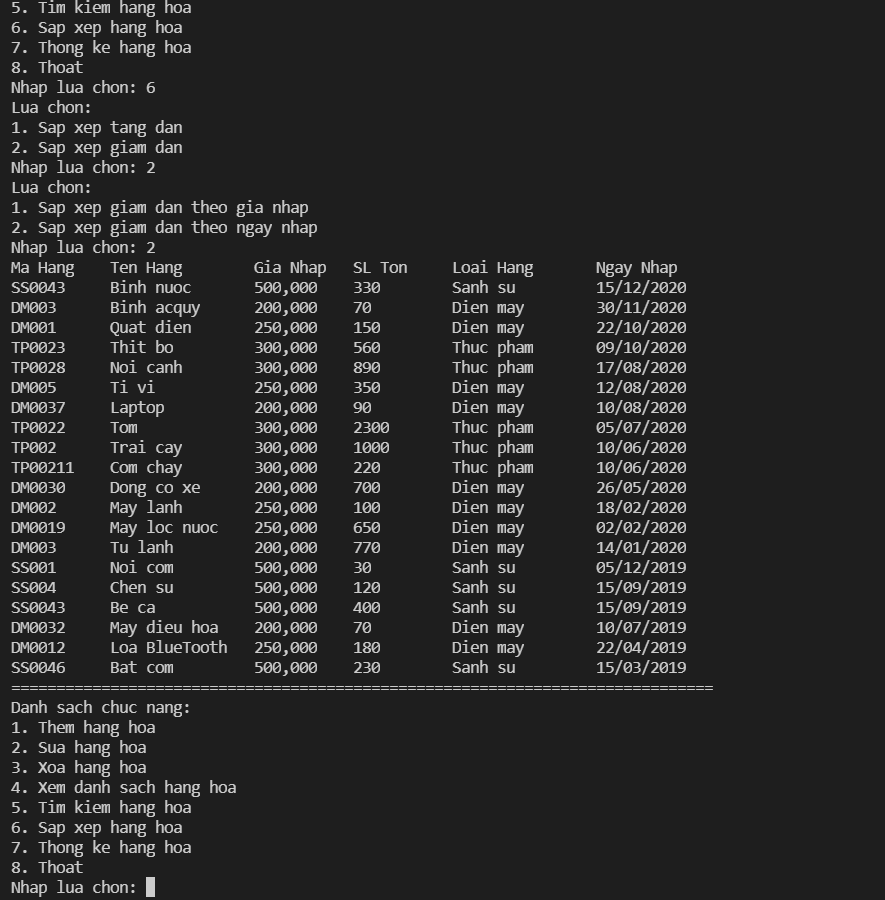 5. Tim kiem hang hoa
6. Sap xep hang hoa
7. Thong ke hang hoa
8. Thoat
Nhap lua chon: 6
Lua chon:
1. Sap xep tang dan
2. Sap xep giam dan
Nhap lua chon: 2
Lua chon:
1. Sap xep giam dan theo gia nhap
2. Sap xep giam dan theo ngay nhap
Nhap lua chon: 2
Ma Hang    Ten Hang        Gia Nhap   SL Ton     Loai Hang       Ngay Nhap
SS0043     Binh nuoc       500,000    330        Sanh su         15/12/2020
DM003      Binh acquy      200,000    70         Dien may        30/11/2020
DM001      Quat dien       250,000    150        Dien may        22/10/2020
TP0023     Thit bo         300,000    560        Thuc pham       09/10/2020
TP0028     Noi canh        300,000    890        Thuc pham       17/08/2020
DM005      Ti vi           250,000    350        Dien may        12/08/2020
DM0037     Laptop          200,000    90         Dien may        10/08/2020
TP0022     Tom             300,000    2300       Thuc pham       05/07/2020
TP002      Trai cay        300,000    1000       Thuc pham       10/06/2020
TP00211    Com chay        300,000    220        Thuc pham       10/06/2020
DM0030     Dong co xe      200,000    700        Dien may        26/05/2020
DM002      May lanh        250,000    100        Dien may        18/02/2020
DM0019     May loc nuoc    250,000    650        Dien may        02/02/2020
DM003      Tu lanh         200,000    770        Dien may        14/01/2020
SS001      Noi com         500,000    30         Sanh su         05/12/2019
SS004      Chen su         500,000    120        Sanh su         15/09/2019
SS0043     Be ca           500,000    400        Sanh su         15/09/2019
DM0032     May dieu hoa    200,000    70         Dien may        10/07/2019
DM0012     Loa BlueTooth   250,000    180        Dien may        22/04/2019
SS0046     Bat com         500,000    230        Sanh su         15/03/2019
==============================================================================
Danh sach chuc nang:
1. Them hang hoa
2. Sua hang hoa
3. Xoa hang hoa
4. Xem danh sach hang hoa
5. Tim kiem hang hoa
6. Sap xep hang hoa
7. Thong ke hang hoa
8. Thoat
Nhap lua chon: